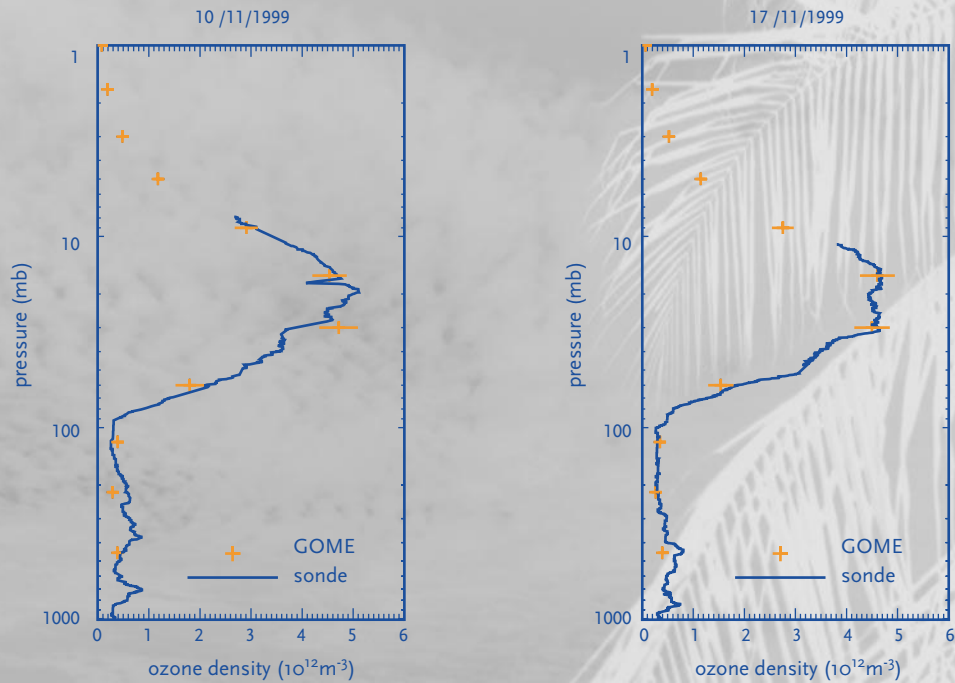 10 /11/1999
1
10
100
1000
pressure (mb)
GOME
sonde
0 1 2 3 4 5 6
ozone density (10¹²m⁻³)
17 /11/1999
1
10
100
1000
pressure (mb)
GOME
sonde
0 1 2 3 4 5 6
ozone density (10¹²m⁻³)